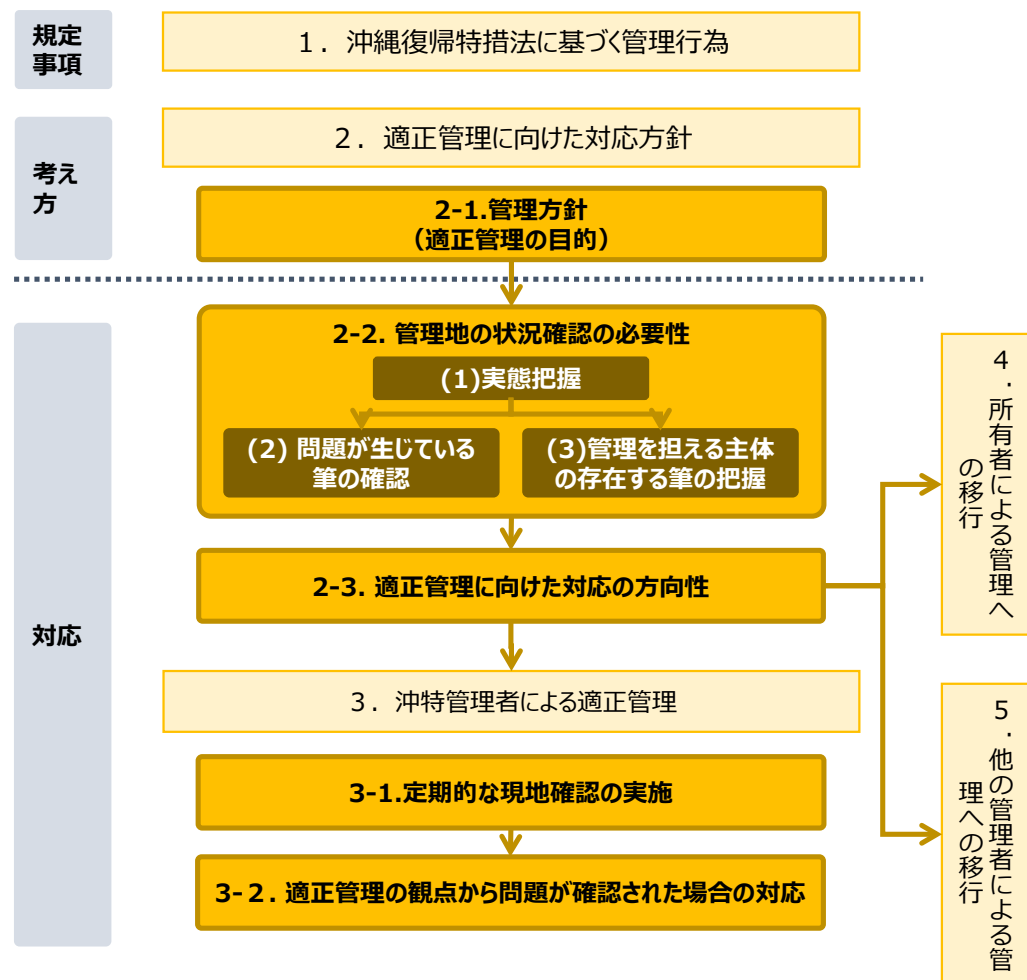 規定
事項
１．沖縄復帰特措法に基づく管理行為
考え
方
２．適正管理に向けた対応方針
2-1.管理方針
（適正管理の目的）
対応
2-2. 管理地の状況確認の必要性
(1)実態把握
(2) 問題が生じている
筆の確認
(3)管理を担える主体
の存在する筆の把握
2-3. 適正管理に向けた対応の方向性
３．沖特管理者による適正管理
3-1.定期的な現地確認の実施
3-２. 適正管理の観点から問題が確認された場合の対応
４．所有者による管理へ
の移行
５．他の管理者による管
理への移行